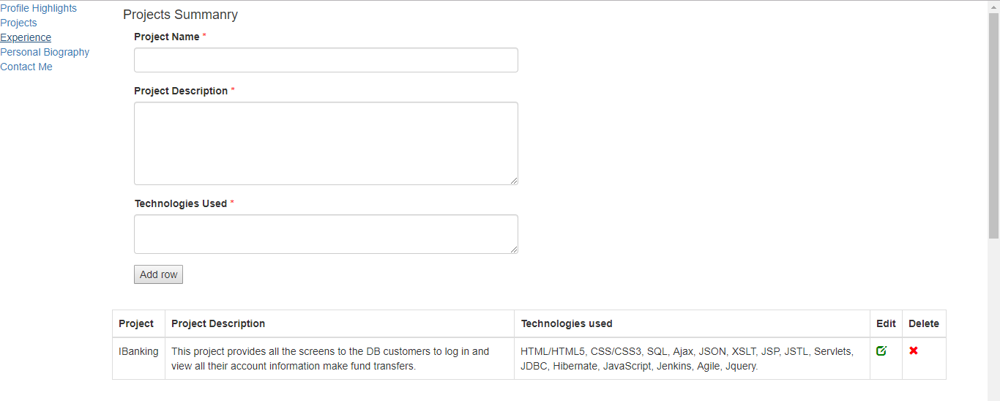 Profile Highlights
Projects
Experience
Personal Biography
Contact Me
Projects Summanry
Project Name *
Project Description *
Technologies Used *
Add row
Project Project Description Technologies used Edit Delete
IBanking This project provides all the screens to the DB customers to log in and HTML/HTML5, CSS/CSS3, SQL, Ajax, JSON, XSLT, JSP, JSTL, Servlets,
view all their account information make fund transfers. JDBC, Hibernate, JavaScript, Jenkins, Agile, Jquery.